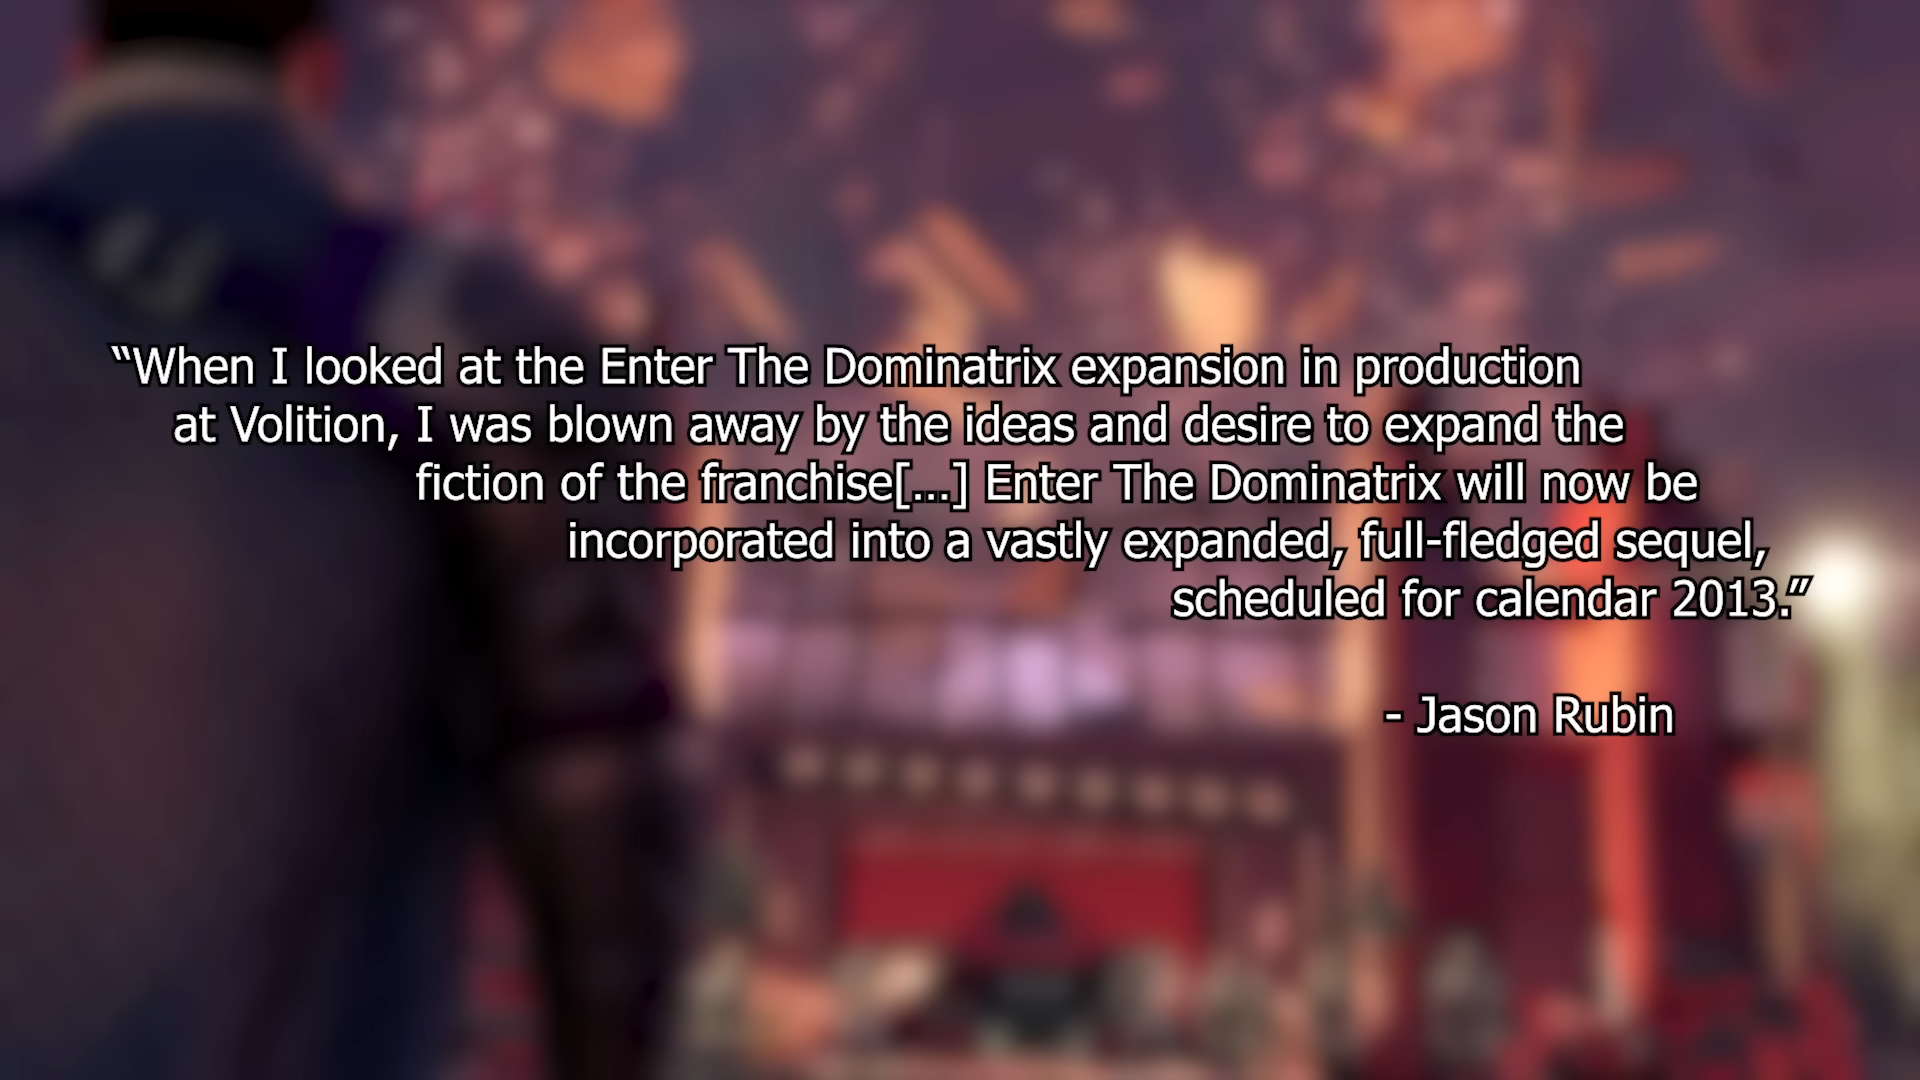 “When I looked at the Enter The Dominatrix expansion in production
at Volition, I was blown away by the ideas and desire to expand the
fiction of the franchise[...] Enter The Dominatrix will now be
incorporated into a vastly expanded, full-fledged sequel,
scheduled for calendar 2013.”
- Jason Rubin